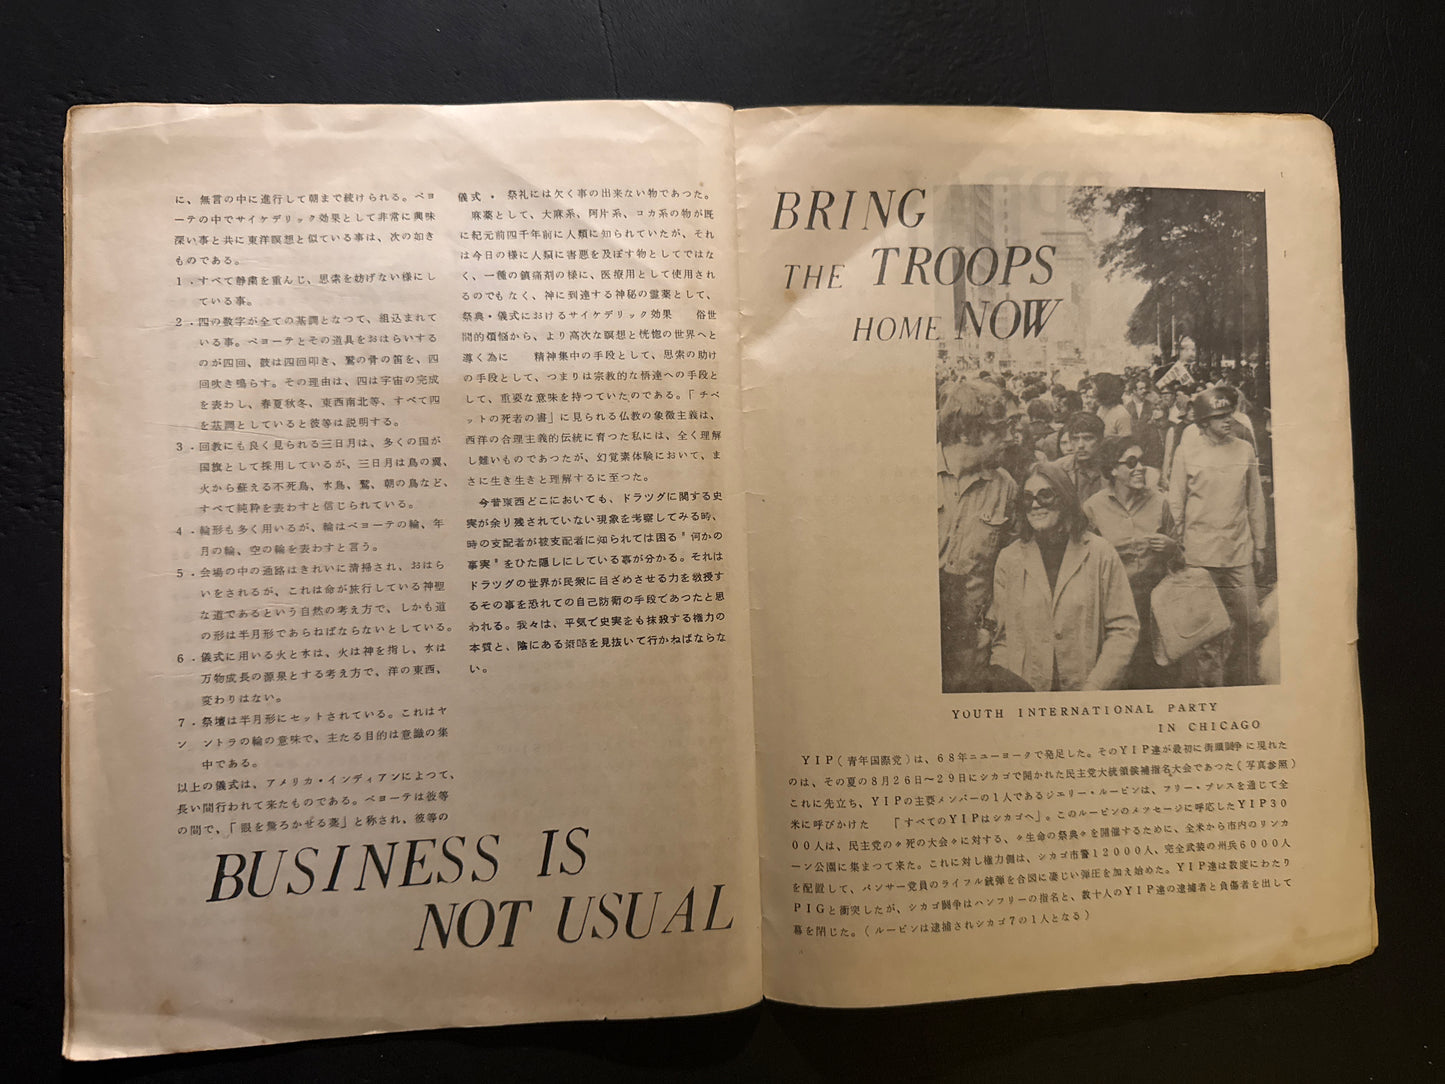 に、無言の中に進行して朝まで続けられる。ペヨ
ーテの中でサイケデリック効果として非常に興味
深い事と共に東洋瞑想と似ている事は、次の如き
ものである。
1．すべて静粛を重んじ、思索を妨げない様にし
ている事。
2．四の数字が全ての基調となつて、組込まれて
いる事。ペヨーテとその道具をおはらいする
のが四回、鼓は四回叩き、鷲の骨の笛を、四
回吹き鳴らす。その理由は、四は宇宙の完成
を表わし、春夏秋冬、東西南北等、すべて四
を基調としていると彼等は説明する。
3．回教にも良く見られる三日月は、多くの国が
国旗として採用しているが、三日月は鳥の翼、
火から蘇える不死鳥、水鳥、鷲、朝の鳥など、
すべて純粋を表わすと信じられている。
4．輪形も多く用いるが、輪はペヨーテの輪、年
月の輪、空の輪を表わすと言う。
5．会場の中の通路はきれいに清掃され、おはら
いをされるが、これは命が旅行している神聖
な道であるという自然の考え方で、しかも道
の形は半月形であらねばならないとしている。
6．儀式に用いる火と水は、火は神を指し、水は
万物成長の源泉とする考え方で、洋の東西、
変わりはない。
7．祭壇は半月形にセットされている。これはヤ
ン ントラの輪の意味で、主たる目的は意識の集
中である。
以上の儀式は、アメリカ・インディアンによつて、
長い間行われて来たものである。ペヨーテは彼等
の間で、「眼を驚ろかせる薬」と称され、彼等の
儀式・祭礼には欠く事の出来ない物であつた。
麻薬として、大麻系、阿片系、コカ系の物が既
に紀元前四千年前に人類に知られていたが、それ
は今日の様に人類に害悪を及ぼす物としてではな
く、一種の鎮痛剤の様に、医療用として使用され
るのでもなく、神に到達する神秘の霊薬として、
祭典・儀式におけるサイケデリック効果　俗世
間的煩悩から、より高次な瞑想と恍惚の世界へと
導く為に　精神集中の手段として、思索の助け
の手段として、つまりは宗教的な悟達への手段と
して、重要な意味を持つていたのである。「チベ
ットの死者の書」に見られる仏教の象徴主義は、
西洋の合理主義的伝統に育つた私には、全く理解
し難いものであつたが、幻覚素体験において、ま
さに生き生きと理解するに至つた。
今昔東西どこにおいても、ドラツグに関する史
実が余り残されていない現象を考察してみる時、
時の支配者が被支配者に知られては困る〝何かの
事実〟をひた隠しにしている事が分かる。それは
ドラツグの世界が民衆に目ざめさせる力を教授す
るその事を恐れての自己防衛の手段であつたと思
われる。我々は、平気で史実をも抹殺する権力の
本質と、陰にある策略を見抜いて行かねばならな
い。
BUSINESS IS
NOT USUAL
BRING
THE TROOPS
HOME NOW
YOUTH INTERNATIONAL PARTY
IN CHICAGO
YIP（青年国際党）は、68年ニューヨークで発足した。そのYIP達が最初に街頭闘争に現れた
のは、その夏の8月26日〜29日にシカゴで開かれた民主党大統領候補指名大会であつた（写真参照）
これに先立ち、YIPの主要メンバーの1人であるジエリー・ルービンは、フリー・プレスを通じて全
米に呼びかけた　「すべてのYIPはシカゴへ」。このルービンのメツセージに呼応したYIP30
00人は、民主党の〃死の大会〃に対する、〃生命の祭典〃を開催するために、全米から市内のリンカ
ーン公園に集まつて来た。これに対し権力側は、シカゴ市警12000人、完全武装の州兵6000人
を配置して、パンサー党員のライフル銃弾を合図に凄じい弾圧を加え始めた。YIP達は数度にわたり
PIGと衝突したが、シカゴ闘争はハンフリーの指名と、数十人のYIP達の逮捕者と負傷者を出して
幕を閉じた。（ルービンは逮捕されシカゴ7の1人となる）